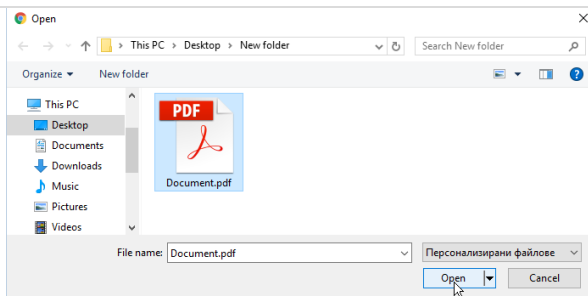 Open
This PC > Desktop > New folder
Search New folder
Organize
New folder
This PC
Desktop
Documents
Downloads
Music
Pictures
Videos
PDF
Document.pdf
File name: Document.pdf
Персонализирани файлове
Open
Cancel